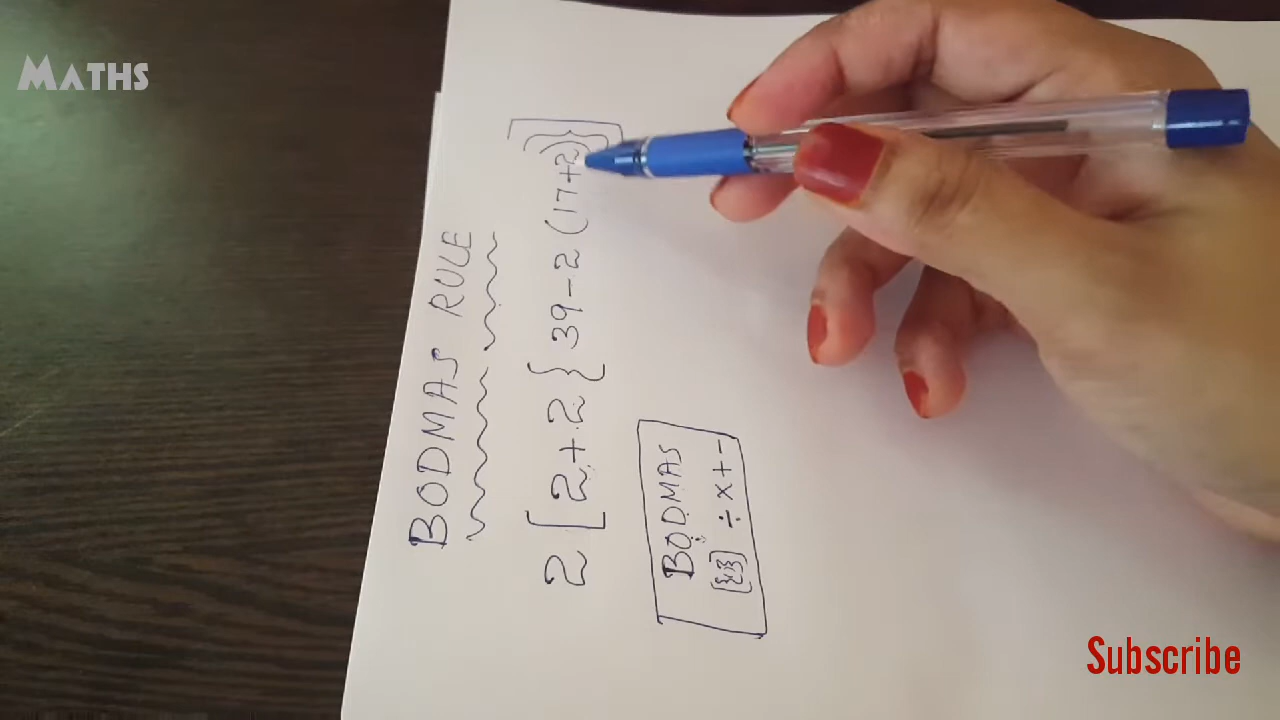 MATHS
BODMAS RULE
2[2+2{39-2(17+2)}]
BODMAS
[{()}] ÷ × + -
Subscribe